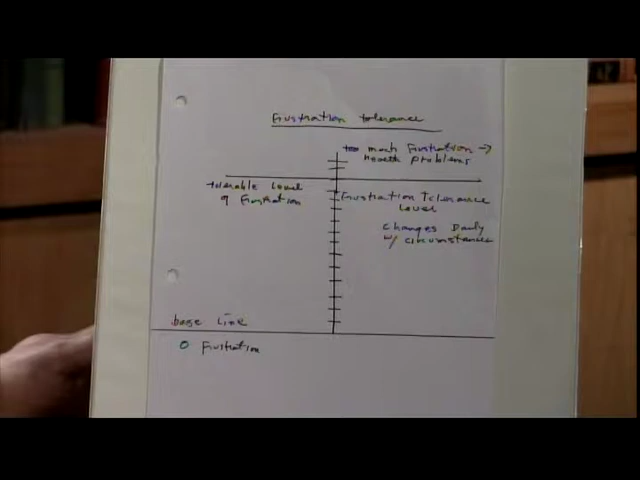 Frustration tolerance
too much Frustration →
health problems
tolerable Level
of Frustration
Frustration Tolerance
Level
Changes Daily
w/ circumstance
base Line
0 Frustration